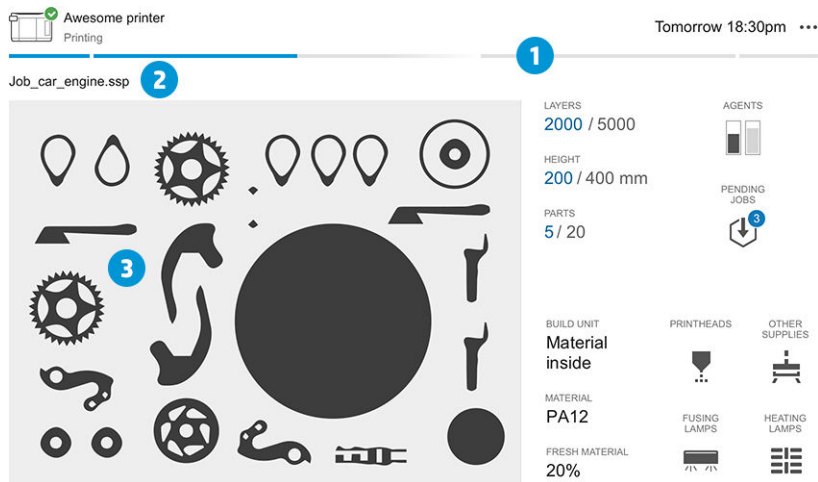 Awesome printer
Printing
Tomorrow 18:30pm
1
Job_car_engine.ssp
2
3
LAYERS
2000 / 5000
HEIGHT
200 / 400 mm
PARTS
5 / 20
AGENTS
PENDING
JOBS
3
BUILD UNIT
Material
inside
MATERIAL
PA12
FRESH MATERIAL
20%
PRINTHEADS
OTHER
SUPPLIES
FUSING
LAMPS
HEATING
LAMPS